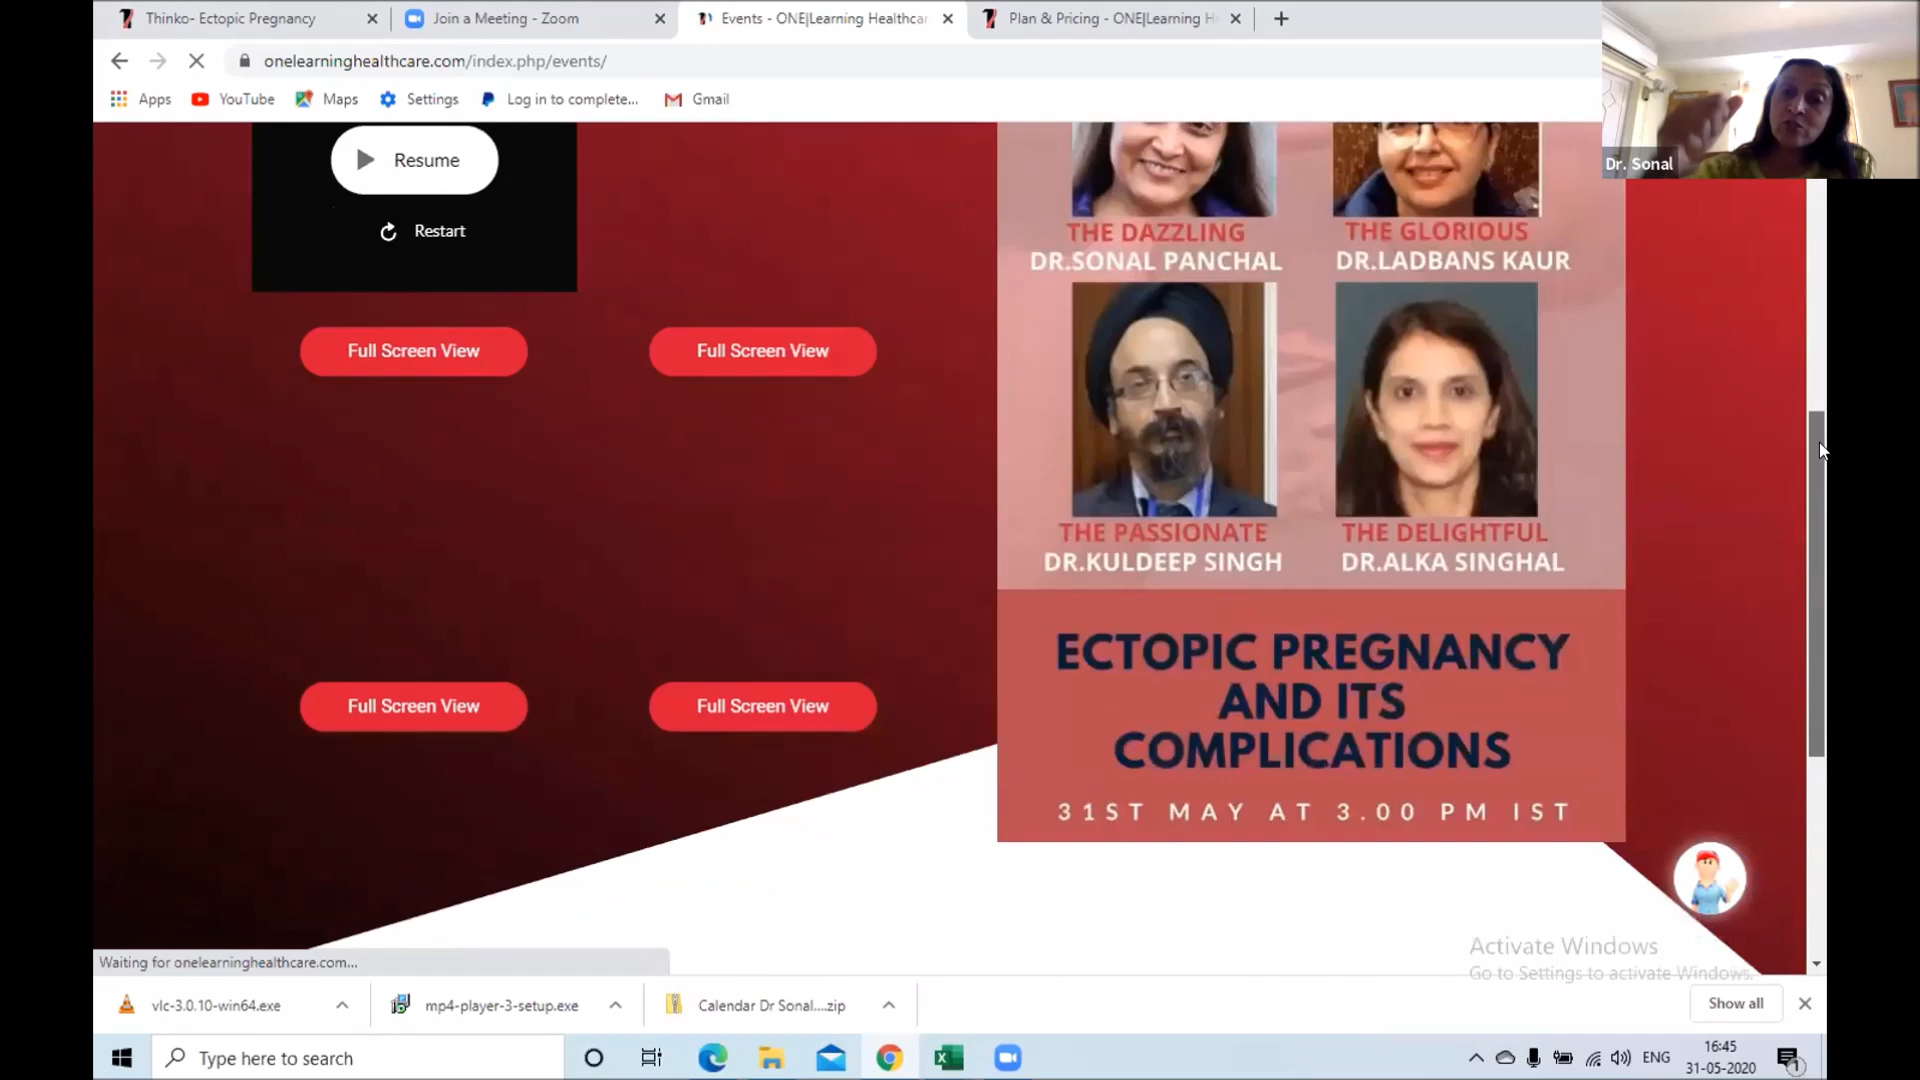 Thinko- Ectopic Pregnancy
Join a Meeting - Zoom
Events - ONE|Learning Healthcar
Plan & Pricing - ONE|Learning H
onelearninghealthcare.com/index.php/events/
Apps
YouTube
Maps
Settings
Log in to complete...
Gmail
Dr. Sonal
Resume
Restart
Full Screen View
Full Screen View
THE DAZZLING
DR.SONAL PANCHAL
THE GLORIOUS
DR.LADBANS KAUR
THE PASSIONATE
DR.KULDEEP SINGH
THE DELIGHTFUL
DR.ALKA SINGHAL
Full Screen View
Full Screen View
ECTOPIC PREGNANCY
AND ITS
COMPLICATIONS
31ST MAY AT 3.00 PM IST
Activate Windows
Go to Settings to activate Windows.
Waiting for onelearninghealthcare.com...
vlc-3.0.10-win64.exe
mp4-player-3-setup.exe
Calendar Dr Sonal....zip
Show all
Type here to search
ENG
16:45
31-05-2020
1